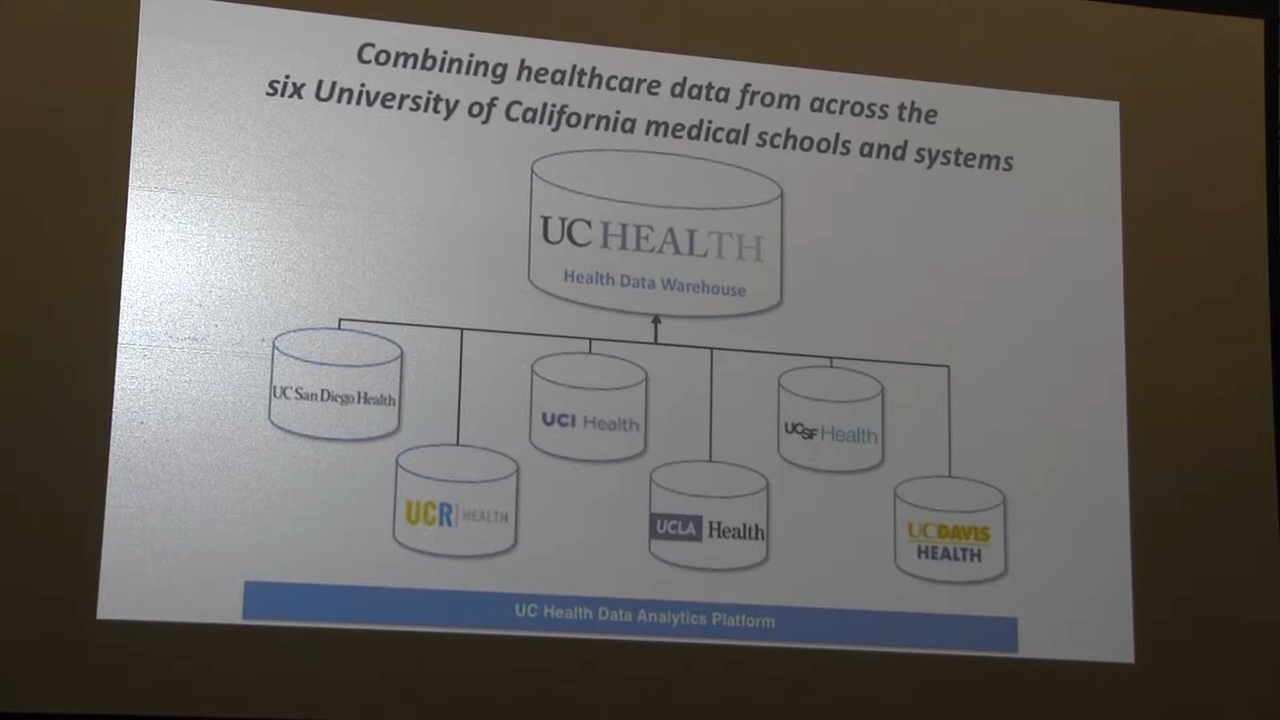 Combining healthcare data from across the
six University of California medical schools and systems
UC HEALTH
Health Data Warehouse
UC San Diego Health
UCI Health
UCSF Health
UCR HEALTH
UCLA Health
UCDAVIS
HEALTH
UC Health Data Analytics Platform